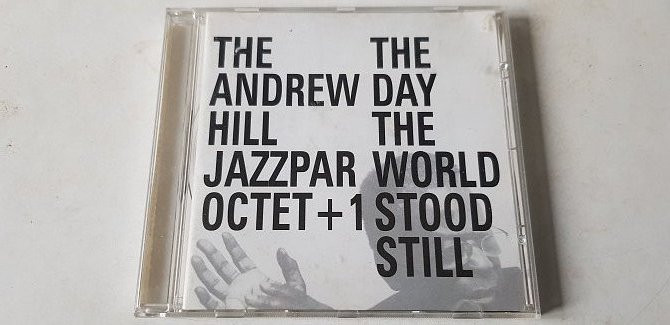 THE
ANDREW
HILL
JAZZPAR
OCTET+1
THE
DAY
THE
WORLD
STOOD
STILL